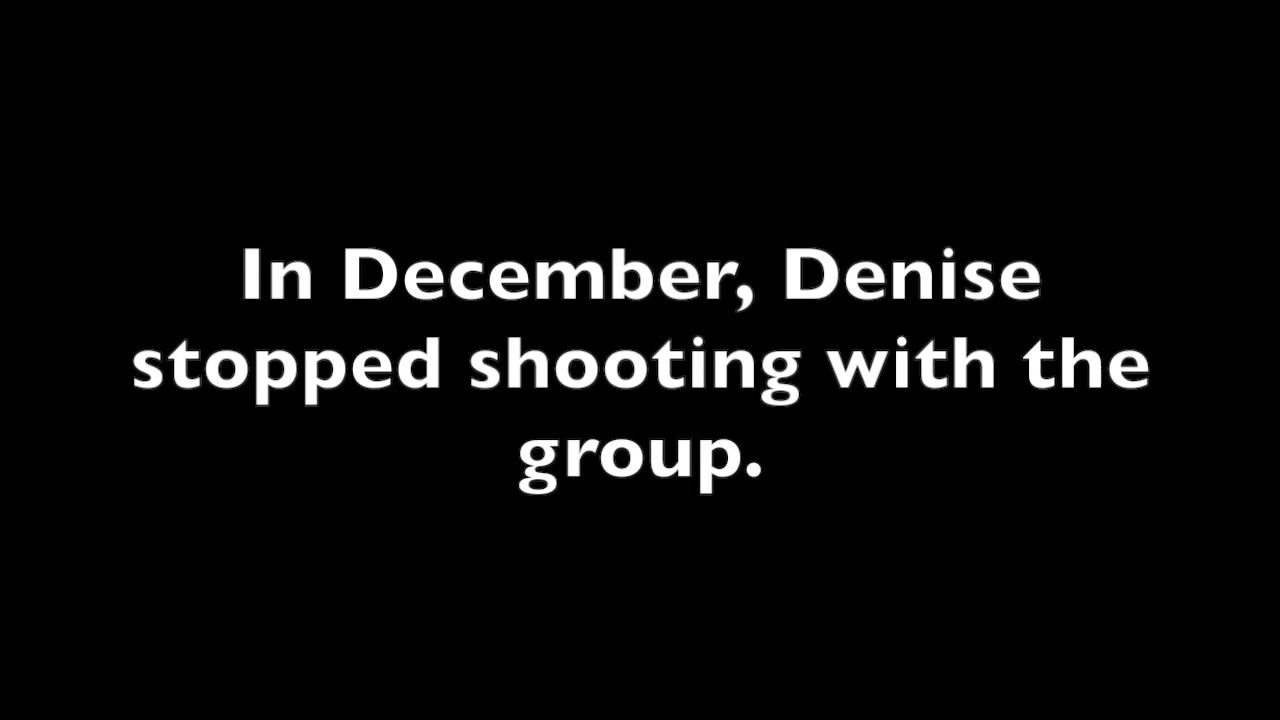 In December, Denise
stopped shooting with the
group.